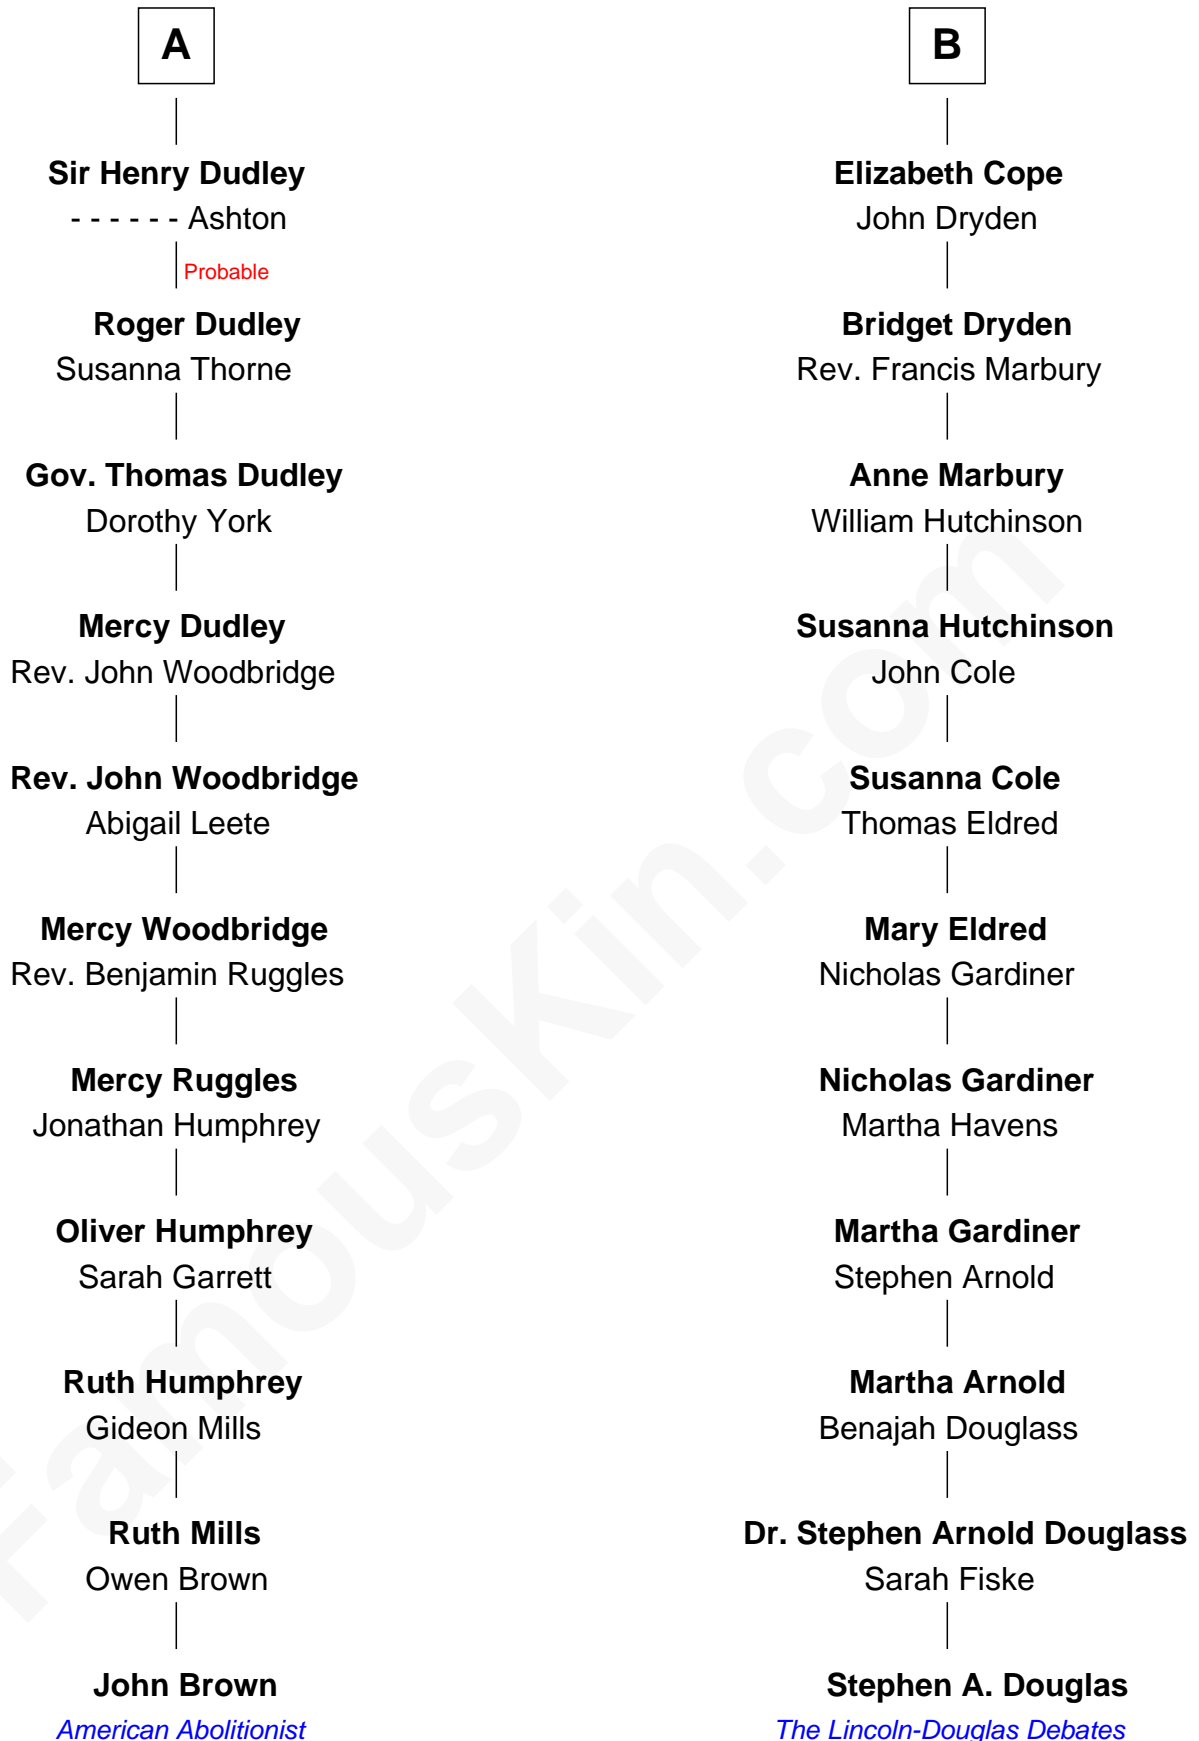 A
Sir Henry Dudley
- - - - - - Ashton
Probable
Roger Dudley
Susanna Thorne
Gov. Thomas Dudley
Dorothy York
Mercy Dudley
Rev. John Woodbridge
Rev. John Woodbridge
Abigail Leete
Mercy Woodbridge
Rev. Benjamin Ruggles
Mercy Ruggles
Jonathan Humphrey
Oliver Humphrey
Sarah Garrett
Ruth Humphrey
Gideon Mills
Ruth Mills
Owen Brown
John Brown
American Abolitionist
B
Elizabeth Cope
John Dryden
Bridget Dryden
Rev. Francis Marbury
Anne Marbury
William Hutchinson
Susanna Hutchinson
John Cole
Susanna Cole
Thomas Eldred
Mary Eldred
Nicholas Gardiner
Nicholas Gardiner
Martha Havens
Martha Gardiner
Stephen Arnold
Martha Arnold
Benajah Douglass
Dr. Stephen Arnold Douglass
Sarah Fiske
Stephen A. Douglas
The Lincoln-Douglas Debates
FamousKin.com